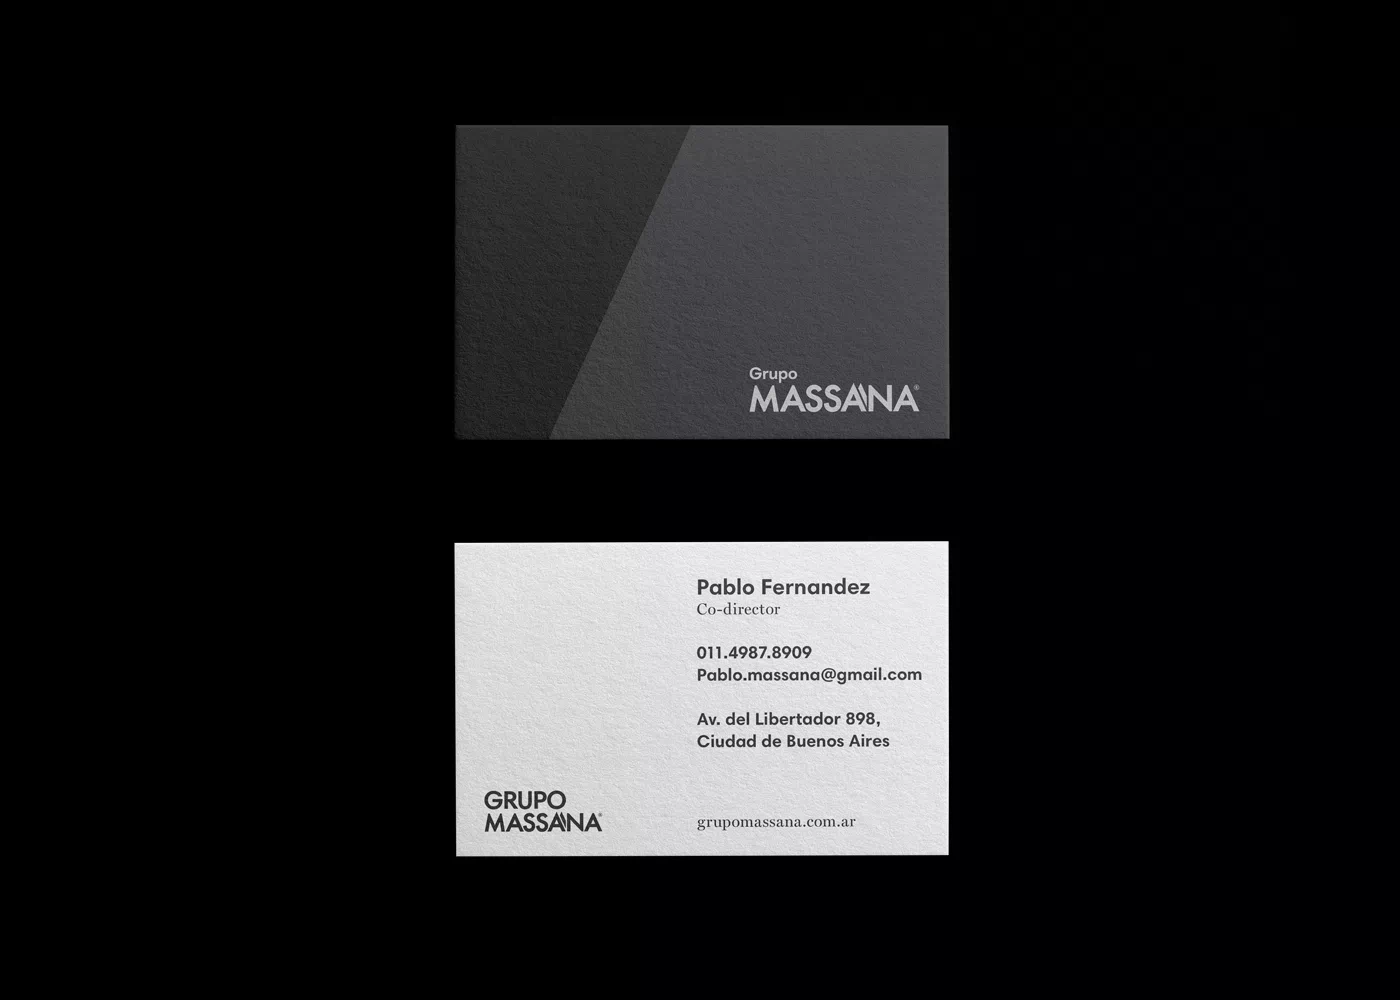 Grupo
MASSANA®
Pablo Fernandez
Co-director
011.4987.8909
Pablo.massana@gmail.com
Av. del Libertador 898,
Ciudad de Buenos Aires
GRUPO
MASSANA®
grupomassana.com.ar